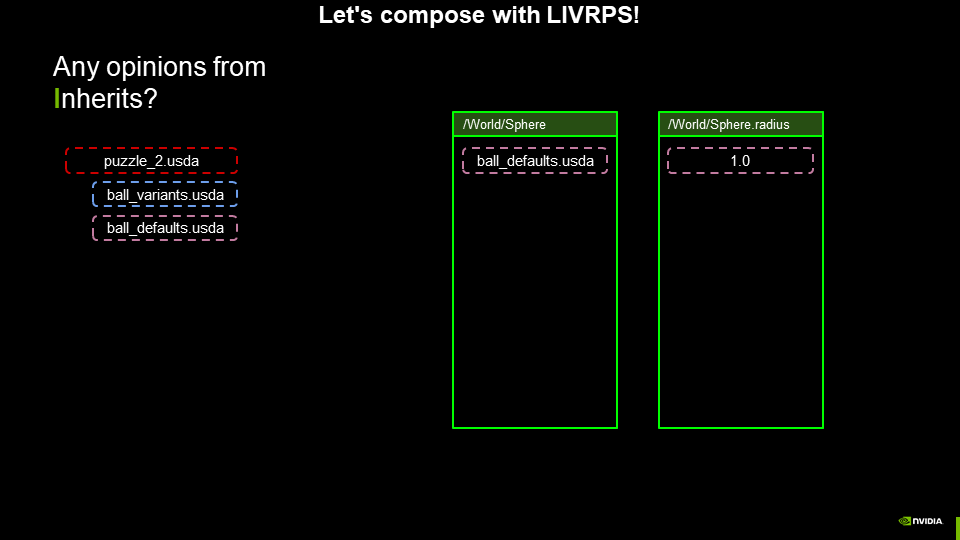 Let's compose with LIVRPS!
Any opinions from
Inherits?
puzzle_2.usda
ball_variants.usda
ball_defaults.usda
/World/Sphere
ball_defaults.usda
/World/Sphere.radius
1.0
NVIDIA.